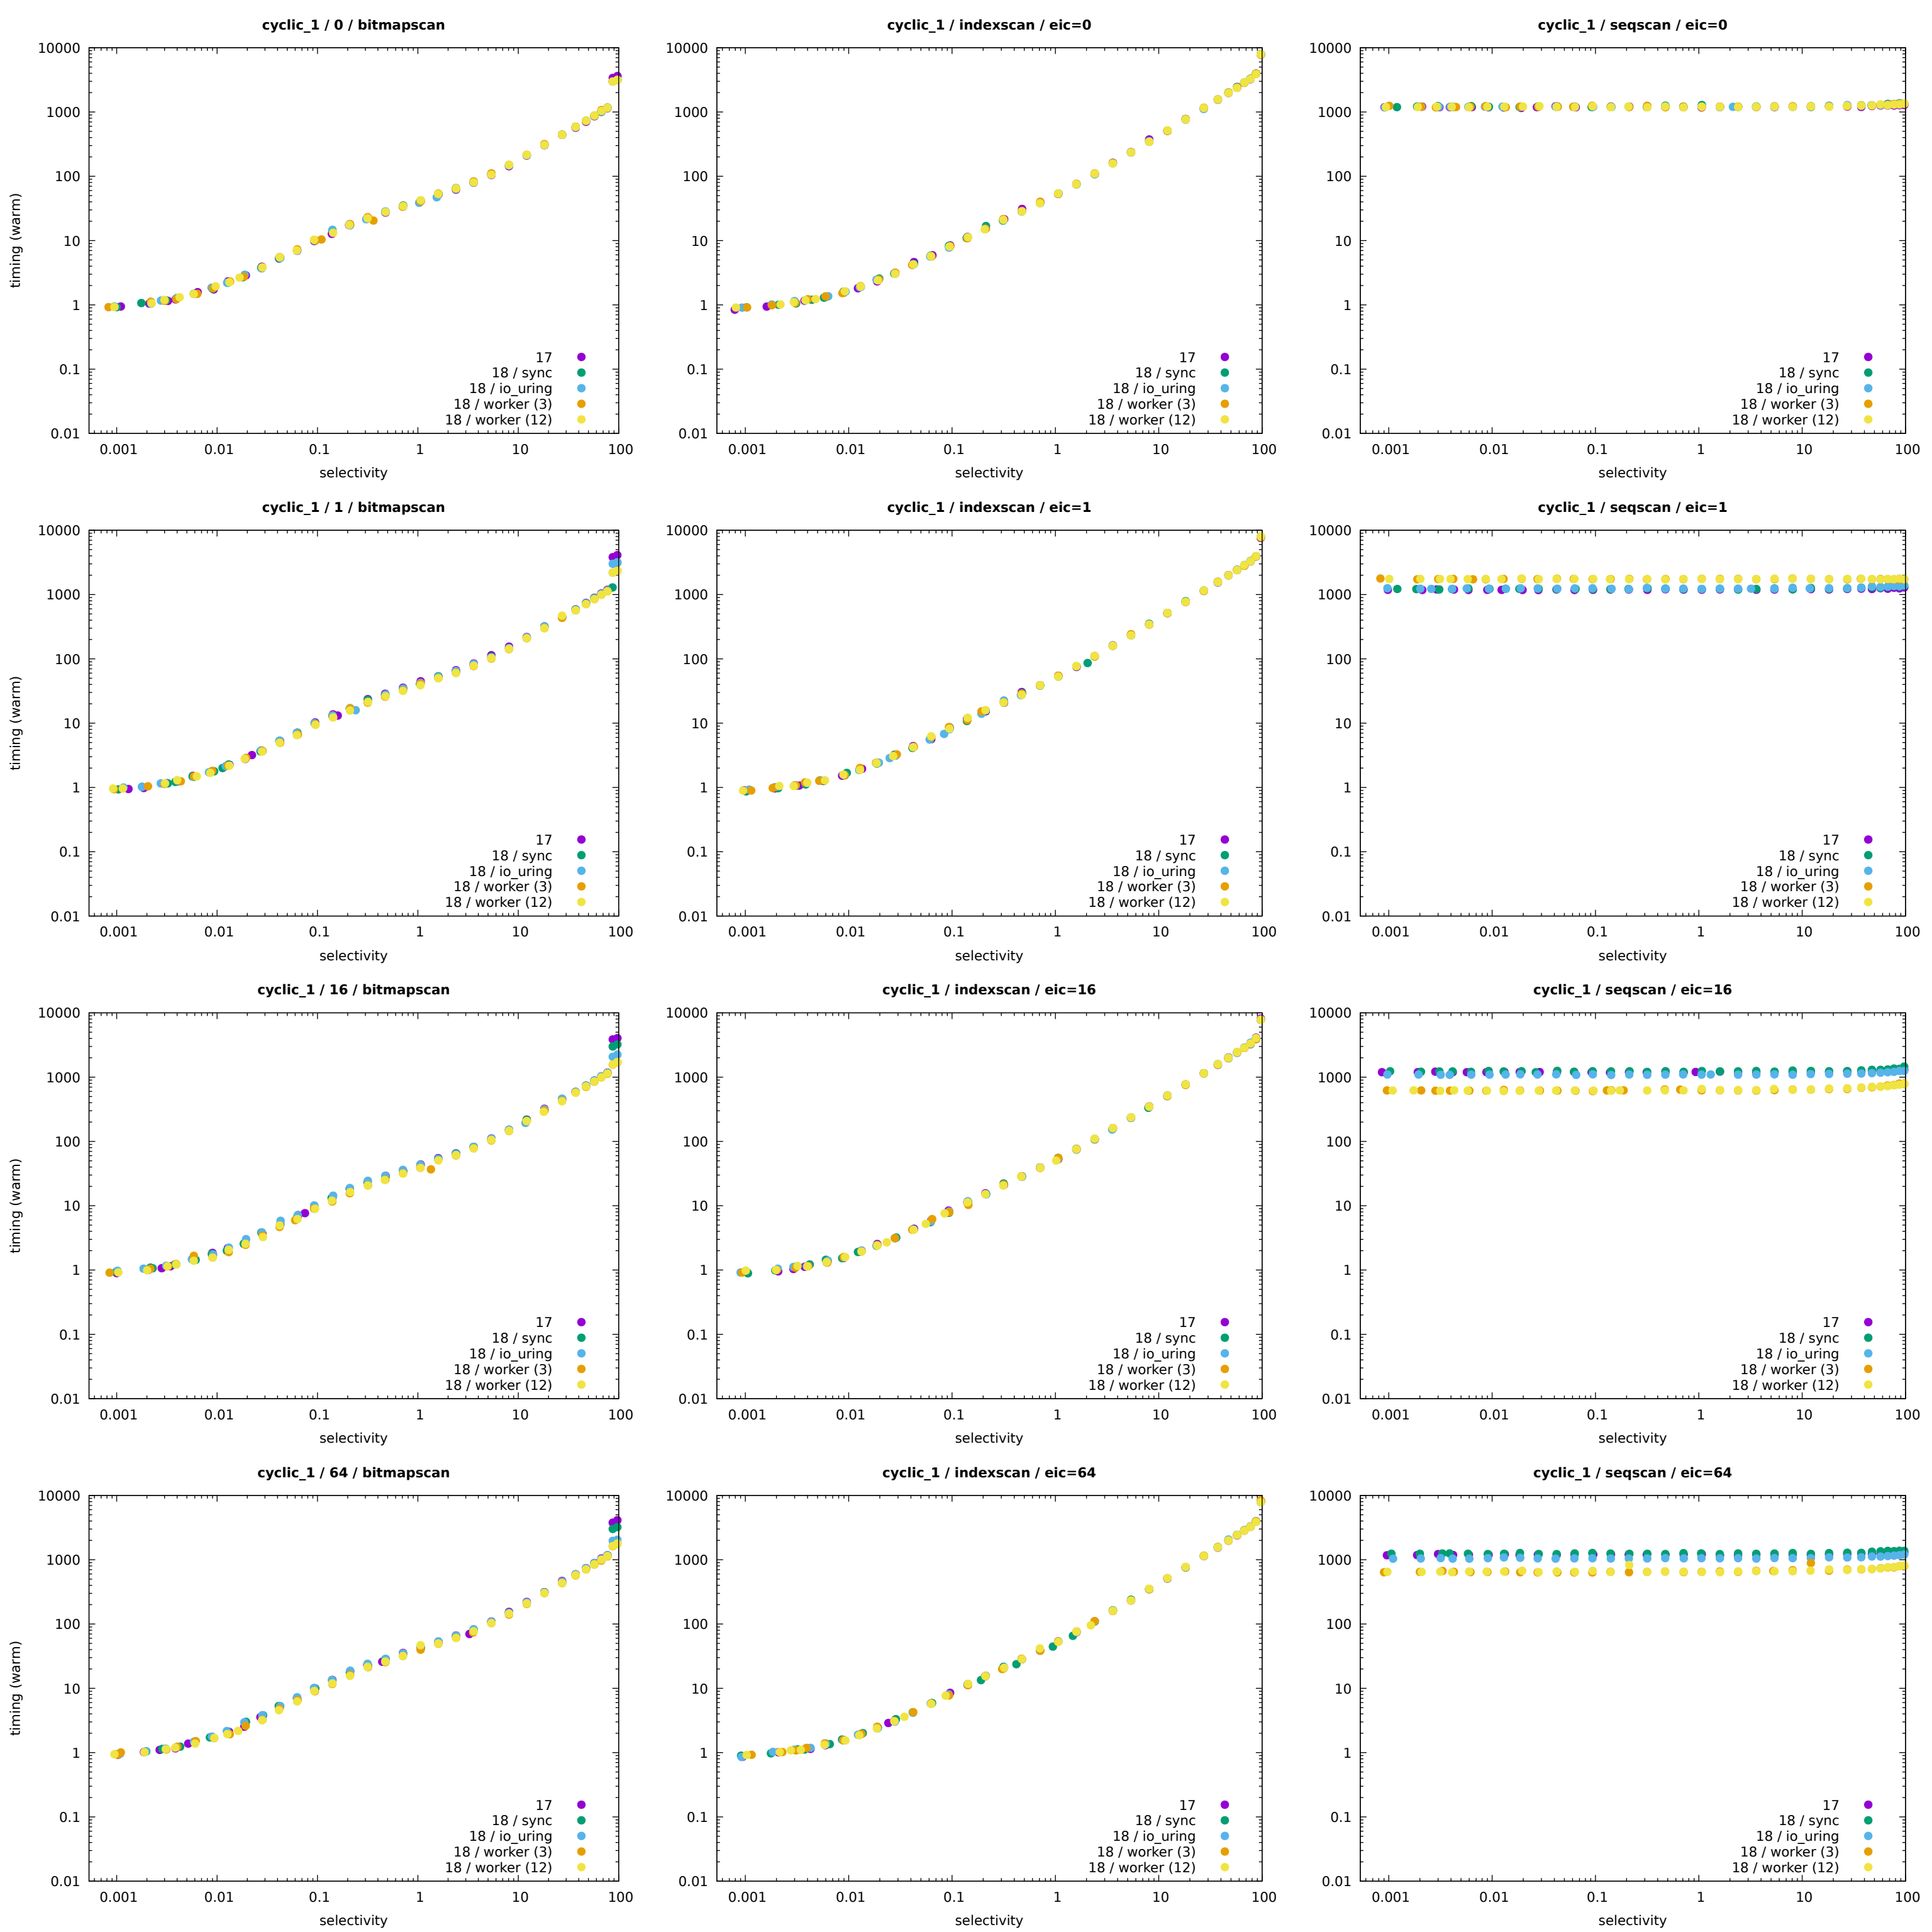 cyclic_1 / 0 / bitmapscan
10000
1000
100
10
1
0.1
0.01
timing (warm)
17
18 / sync
18 / io_uring
18 / worker (3)
18 / worker (12)
0.001 0.01 0.1 1 10 100
selectivity
cyclic_1 / indexscan / eic=0
10000
1000
100
10
1
0.1
0.01
17
18 / sync
18 / io_uring
18 / worker (3)
18 / worker (12)
0.001 0.01 0.1 1 10 100
selectivity
cyclic_1 / seqscan / eic=0
10000
1000
100
10
1
0.1
0.01
17
18 / sync
18 / io_uring
18 / worker (3)
18 / worker (12)
0.001 0.01 0.1 1 10 100
selectivity
cyclic_1 / 1 / bitmapscan
10000
1000
100
10
1
0.1
0.01
timing (warm)
17
18 / sync
18 / io_uring
18 / worker (3)
18 / worker (12)
0.001 0.01 0.1 1 10 100
selectivity
cyclic_1 / indexscan / eic=1
10000
1000
100
10
1
0.1
0.01
17
18 / sync
18 / io_uring
18 / worker (3)
18 / worker (12)
0.001 0.01 0.1 1 10 100
selectivity
cyclic_1 / seqscan / eic=1
10000
1000
100
10
1
0.1
0.01
17
18 / sync
18 / io_uring
18 / worker (3)
18 / worker (12)
0.001 0.01 0.1 1 10 100
selectivity
cyclic_1 / 16 / bitmapscan
10000
1000
100
10
1
0.1
0.01
timing (warm)
17
18 / sync
18 / io_uring
18 / worker (3)
18 / worker (12)
0.001 0.01 0.1 1 10 100
selectivity
cyclic_1 / indexscan / eic=16
10000
1000
100
10
1
0.1
0.01
17
18 / sync
18 / io_uring
18 / worker (3)
18 / worker (12)
0.001 0.01 0.1 1 10 100
selectivity
cyclic_1 / seqscan / eic=16
10000
1000
100
10
1
0.1
0.01
17
18 / sync
18 / io_uring
18 / worker (3)
18 / worker (12)
0.001 0.01 0.1 1 10 100
selectivity
cyclic_1 / 64 / bitmapscan
10000
1000
100
10
1
0.1
0.01
timing (warm)
17
18 / sync
18 / io_uring
18 / worker (3)
18 / worker (12)
0.001 0.01 0.1 1 10 100
selectivity
cyclic_1 / indexscan / eic=64
10000
1000
100
10
1
0.1
0.01
17
18 / sync
18 / io_uring
18 / worker (3)
18 / worker (12)
0.001 0.01 0.1 1 10 100
selectivity
cyclic_1 / seqscan / eic=64
10000
1000
100
10
1
0.1
0.01
17
18 / sync
18 / io_uring
18 / worker (3)
18 / worker (12)
0.001 0.01 0.1 1 10 100
selectivity